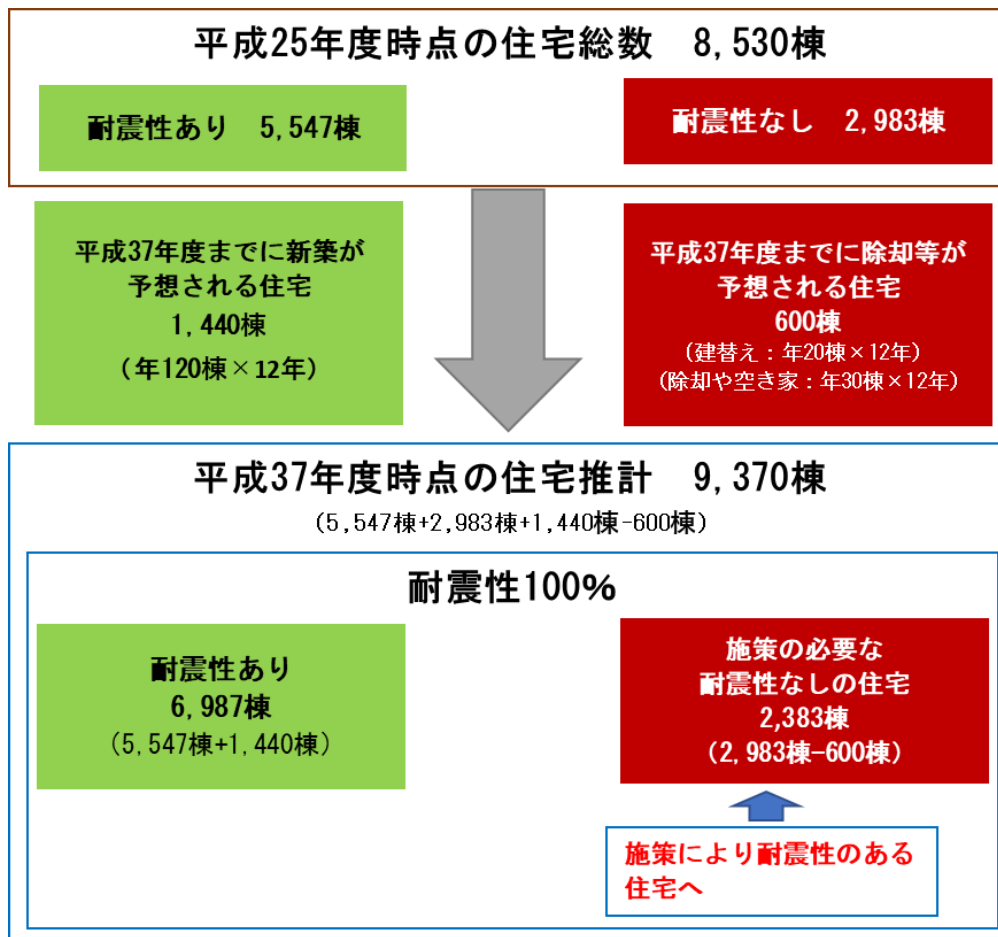 平成25年度時点の住宅総数　8,530棟
耐震性あり　5,547棟
耐震性なし　2,983棟
平成37年度までに新築が
予想される住宅
1,440棟
（年120棟×12年）
平成37年度までに除却等が
予想される住宅
600棟
（建替え：年20棟×12年）
（除却や空き家：年30棟×12年）
平成37年度時点の住宅推計　9,370棟
（5,547棟+2,983棟+1,440棟-600棟）
耐震性100%
耐震性あり
6,987棟
（5,547棟+1,440棟）
施策の必要な
耐震性なしの住宅
2,383棟
（2,983棟-600棟）
施策により耐震性のある
住宅へ